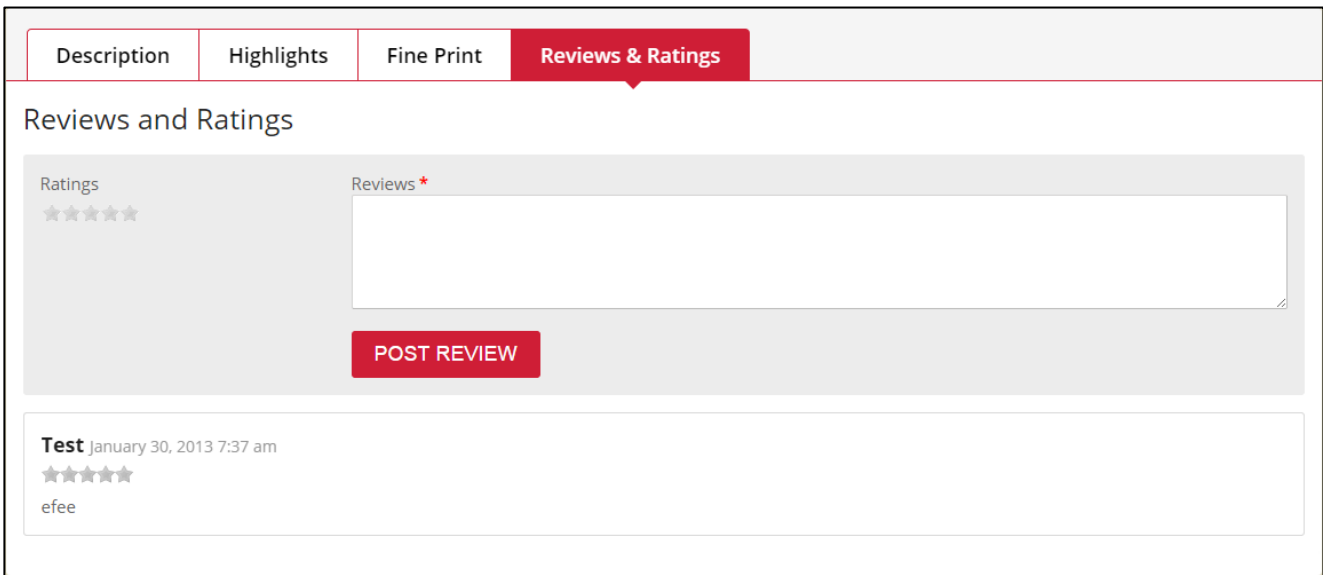 Description Highlights Fine Print Reviews & Ratings
Reviews and Ratings
Ratings Reviews *
POST REVIEW
Test January 30, 2013 7:37 am
efee